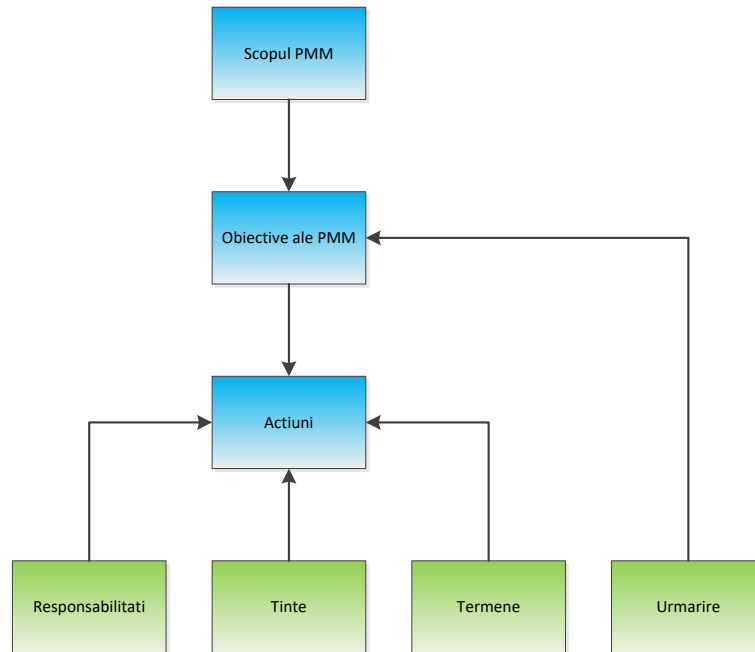 Scopul PMM
Obiective ale PMM
Actiuni
Responsabilitati
Tinte
Termene
Urmarire